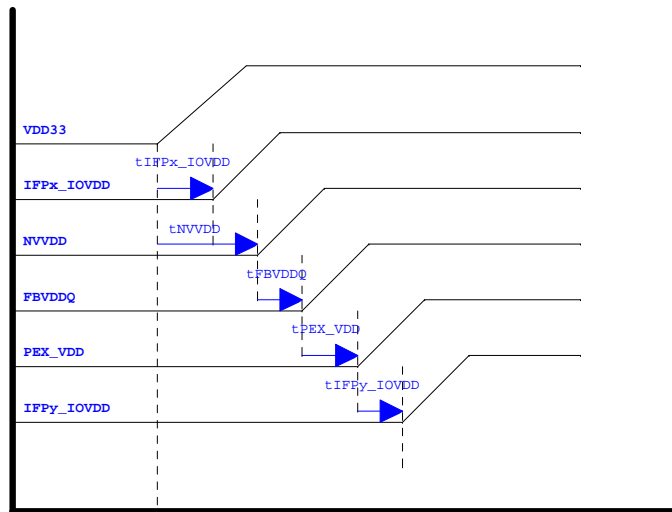 VDD33
tIFPx_IOVDD
IFPx_IOVDD
tNVVDD
NVVDD
tFBVDDQ
FBVDDQ
tPEX_VDD
PEX_VDD
tIFPy_IOVDD
IFPy_IOVDD